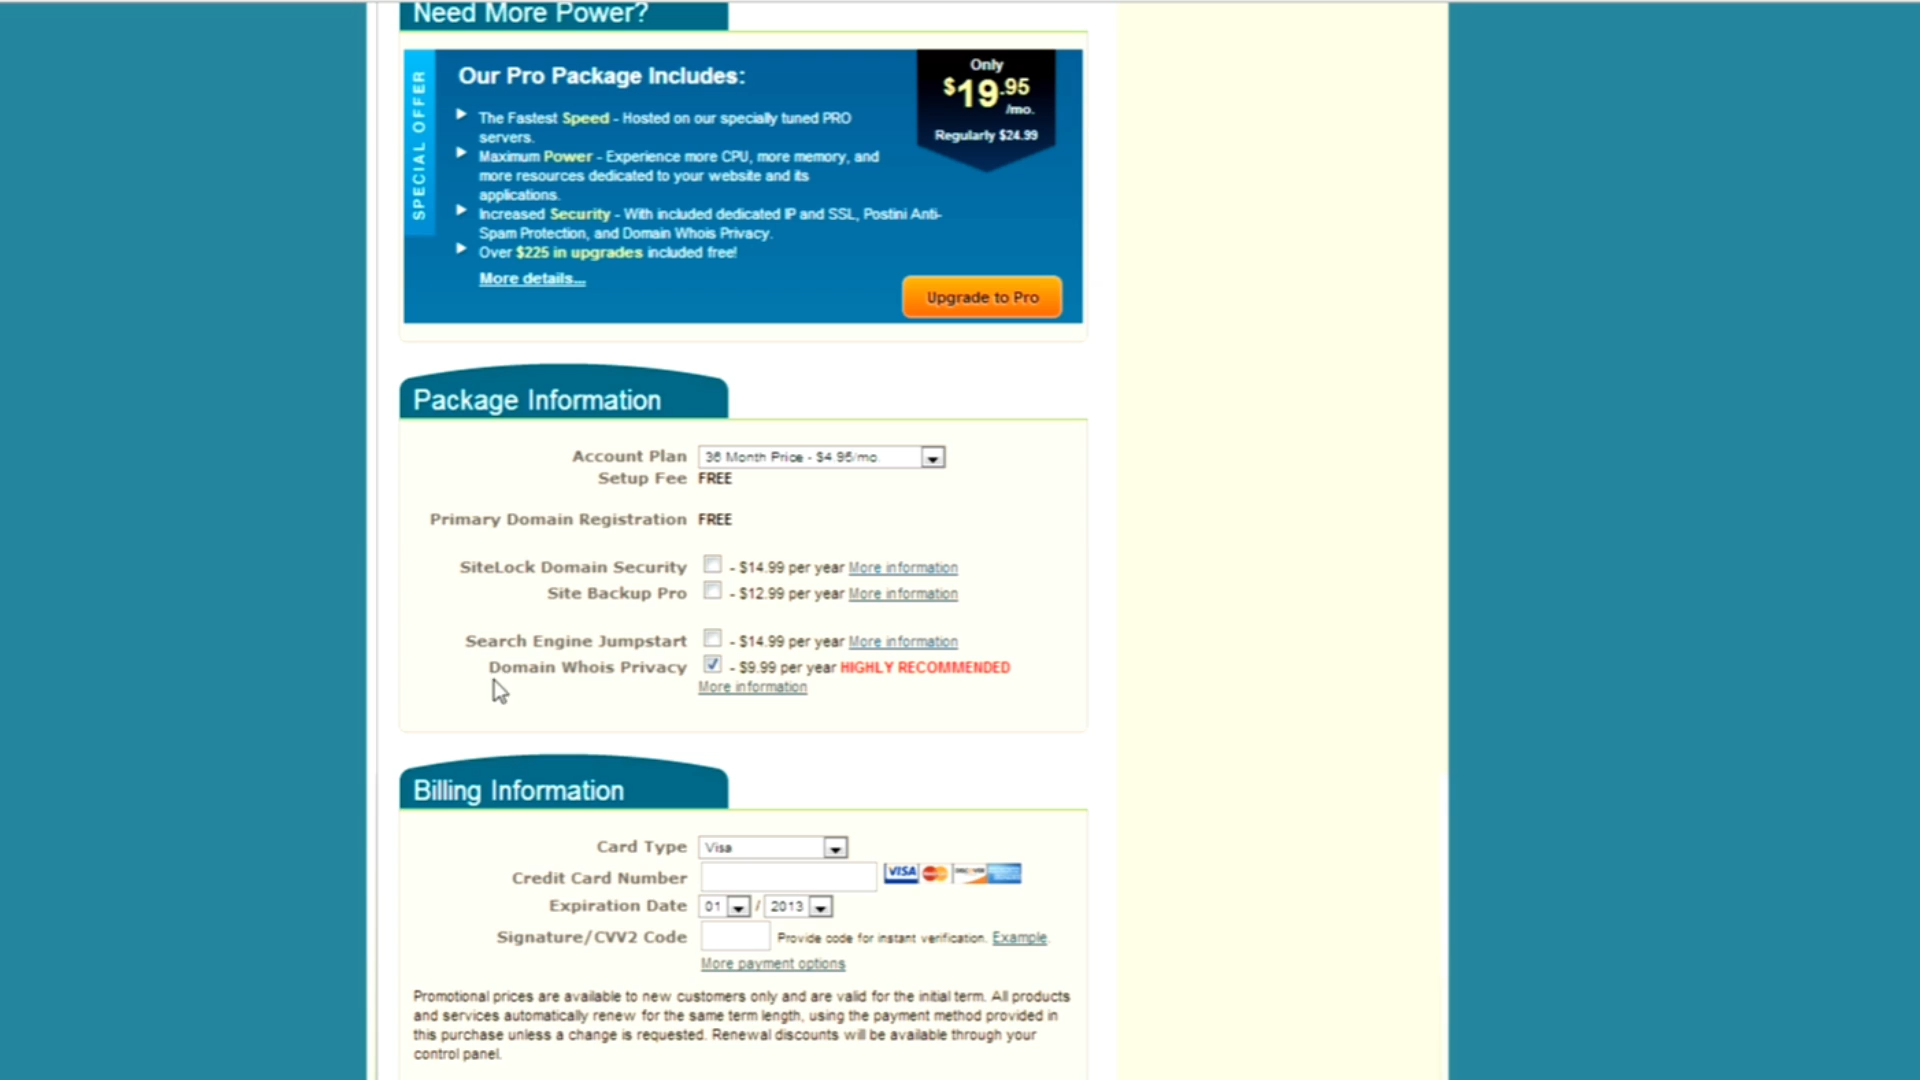 Need More Power?
SPECIAL OFFER
Our Pro Package Includes:
Only
$19.95
/mo.
Regularly $24.99
The Fastest Speed - Hosted on our specially tuned PRO
servers.
Maximum Power - Experience more CPU, more memory, and
more resources dedicated to your website and its
applications.
Increased Security - With included dedicated IP and SSL, Postini Anti-
Spam Protection, and Domain Whois Privacy.
Over $225 in upgrades included free!
More details...
Upgrade to Pro
Package Information
Account Plan 36 Month Price - $4.95/mo.
Setup Fee FREE
Primary Domain Registration FREE
SiteLock Domain Security - $14.99 per year More information
Site Backup Pro - $12.99 per year More information
Search Engine Jumpstart - $14.99 per year More information
Domain Whois Privacy - $9.99 per year HIGHLY RECOMMENDED
More information
Billing Information
Card Type Visa
Credit Card Number VISA
Expiration Date 01 / 2013
Signature/CVV2 Code Provide code for instant verification. Example.
More payment options
Promotional prices are available to new customers only and are valid for the initial term. All products
and services automatically renew for the same term length, using the payment method provided in
this purchase unless a change is requested. Renewal discounts will be available through your
control panel.